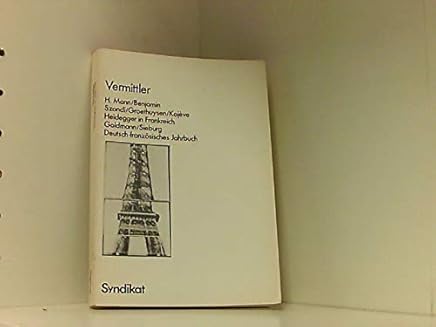 Vermittler
H. Mann/Benjamin
Szondi/Groethuysen/Kojève
Heidegger in Frankreich
Goldmann/Sieburg
Deutsch-französisches Jahrbuch
Syndikat